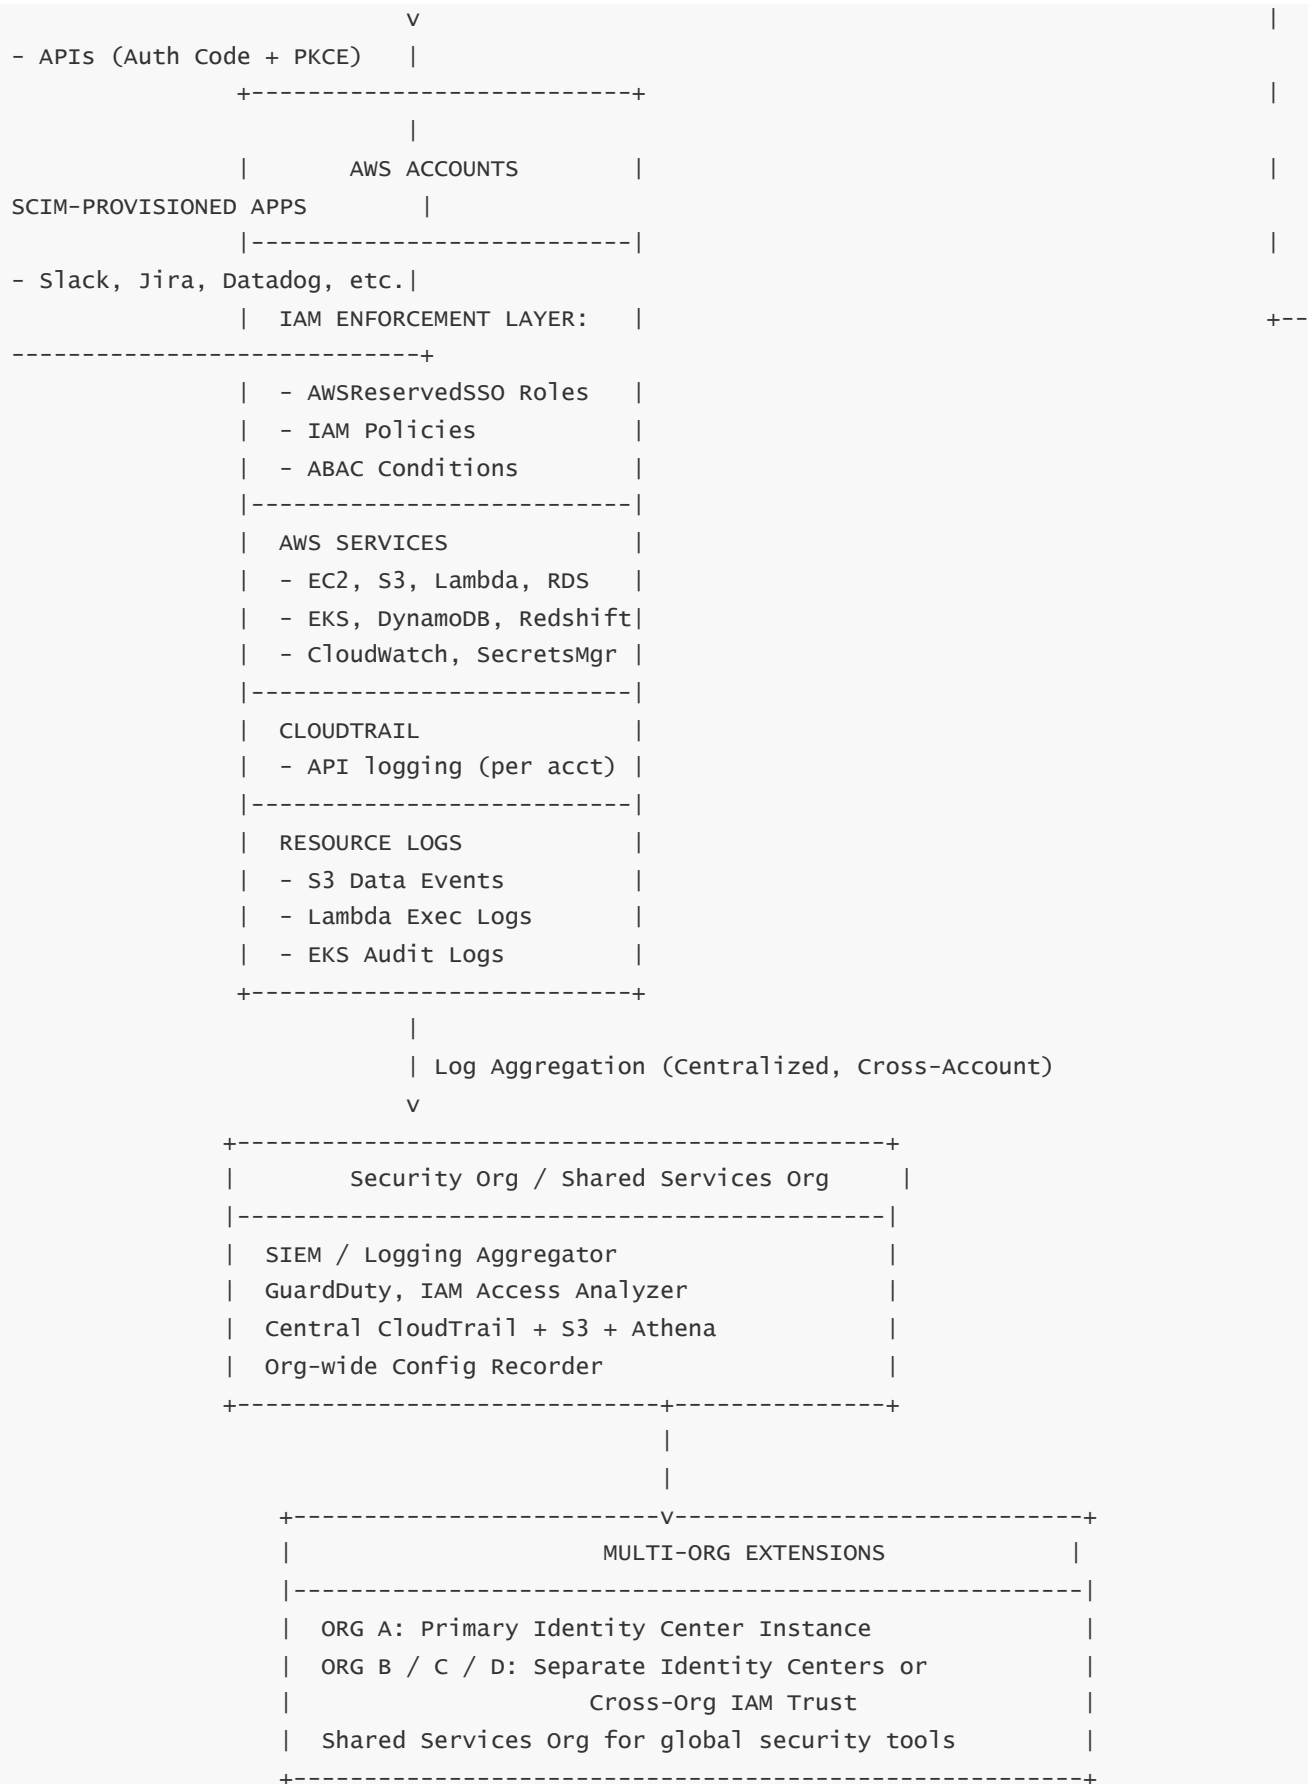 v                                                            |
- APIs (Auth Code + PKCE)   |
                +---------------------------+                                            |
                            |
                |       AWS ACCOUNTS        |                                            |
SCIM-PROVISIONED APPS        |
                |---------------------------|                                            |
- Slack, Jira, Datadog, etc.|
                |  IAM ENFORCEMENT LAYER:   |                                            +--
-----------------------------+
                |  - AWSReservedSSO Roles   |
                |  - IAM Policies           |
                |  - ABAC Conditions        |
                |---------------------------|
                |  AWS SERVICES             |
                |  - EC2, S3, Lambda, RDS   |
                |  - EKS, DynamoDB, Redshift|
                |  - CloudWatch, SecretsMgr |
                |---------------------------|
                |  CLOUDTRAIL               |
                |  - API logging (per acct) |
                |---------------------------|
                |  RESOURCE LOGS            |
                |  - S3 Data Events         |
                |  - Lambda Exec Logs       |
                |  - EKS Audit Logs         |
                +---------------------------+
                            |
                            | Log Aggregation (Centralized, Cross-Account)
                            v
               +----------------------------------------------+
               |        Security Org / Shared Services Org     |
               |----------------------------------------------|
               |  SIEM / Logging Aggregator                   |
               |  GuardDuty, IAM Access Analyzer              |
               |  Central CloudTrail + S3 + Athena            |
               |  Org-wide Config Recorder                    |
               +------------------------------+---------------+
                                              |
                                              |
                   +--------------------------v-----------------------------+
                   |                      MULTI-ORG EXTENSIONS             |
                   |--------------------------------------------------------|
                   |  ORG A: Primary Identity Center Instance               |
                   |  ORG B / C / D: Separate Identity Centers or           |
                   |                     Cross-Org IAM Trust                |
                   |  Shared Services Org for global security tools         |
                   +--------------------------------------------------------+